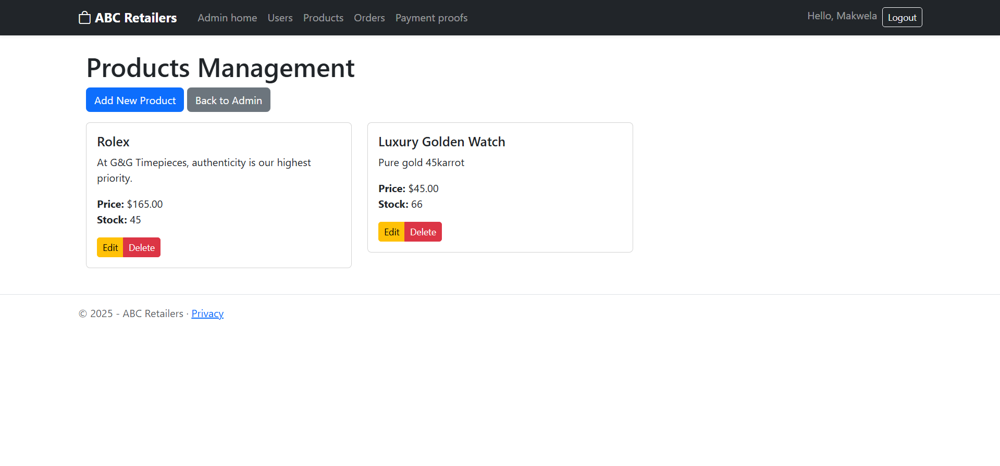 ABC Retailers Admin home Users Products Orders Payment proofs Hello, Makwela Logout
Products Management
Add New Product Back to Admin
Rolex
At G&G Timepieces, authenticity is our highest
priority.
Price: $165.00
Stock: 45
Edit Delete
Luxury Golden Watch
Pure gold 45karrot
Price: $45.00
Stock: 66
Edit Delete
© 2025 - ABC Retailers · Privacy